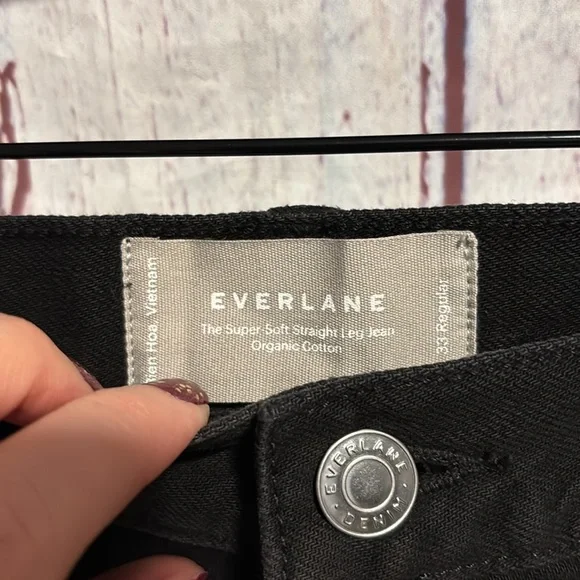 EVERLANE
The Super-Soft Straight Leg Jean
Organic Cotton
Hoa, Vietnam
33 Regular
EVERLANE
DENIM